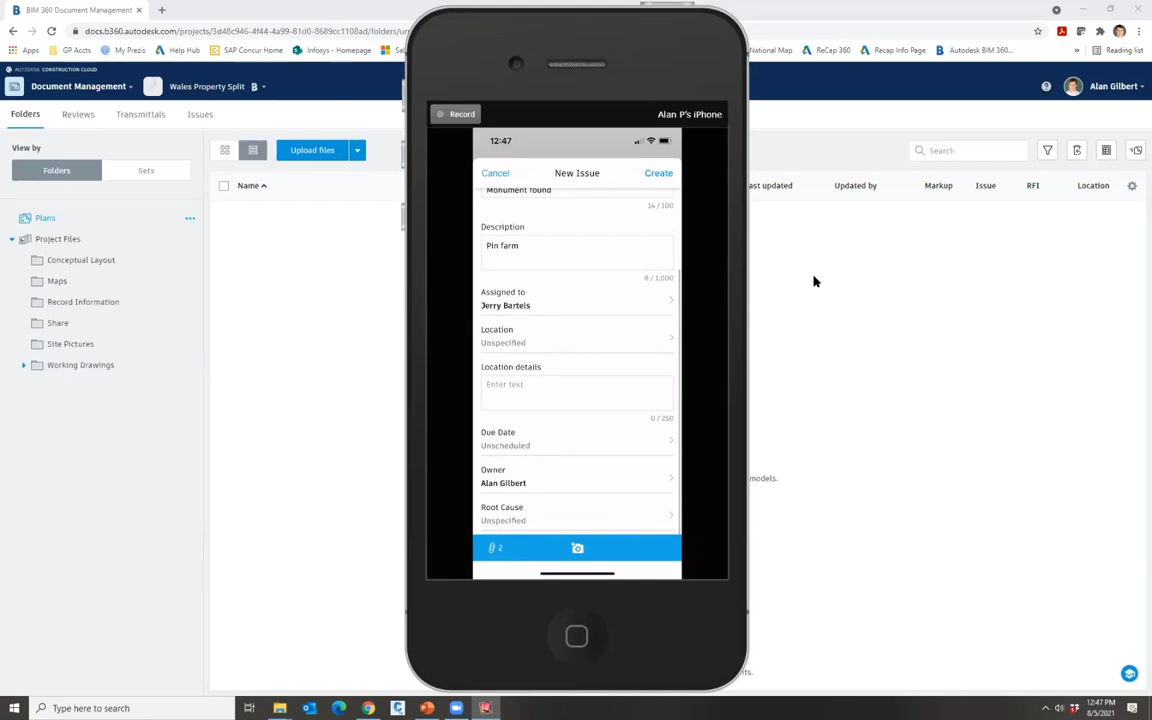 BIM 360 Document Management
docs.b360.autodesk.com/projects/3d48c946-4f44-4a99-81d0-8689cc1108ad/folders/ur
Apps
GP Accts
My Prezis
Help Hub
SAP Concur Home
Infosys - Homepage
Sal
National Map
ReCap 360
Recap Info Page
Autodesk BIM 360...
Reading list
AUTODESK CONSTRUCTION CLOUD
Document Management
Wales Property Split
B
Alan Gilbert
Folders
Reviews
Transmittals
Issues
View by
Folders
Sets
Plans
Project Files
Conceptual Layout
Maps
Record Information
Share
Site Pictures
Working Drawings
Upload files
Search
Name
ast updated
Updated by
Markup
Issue
RFI
Location
models.
ts.
Record
Alan P's iPhone
12:47
Cancel
New Issue
Create
Monument found
14 / 100
Description
Pin farm
8 / 1,000
Assigned to
Jerry Bartels
Location
Unspecified
Location details
Enter text
0 / 250
Due Date
Unscheduled
Owner
Alan Gilbert
Root Cause
Unspecified
2
Type here to search
12:47 PM
8/5/2021